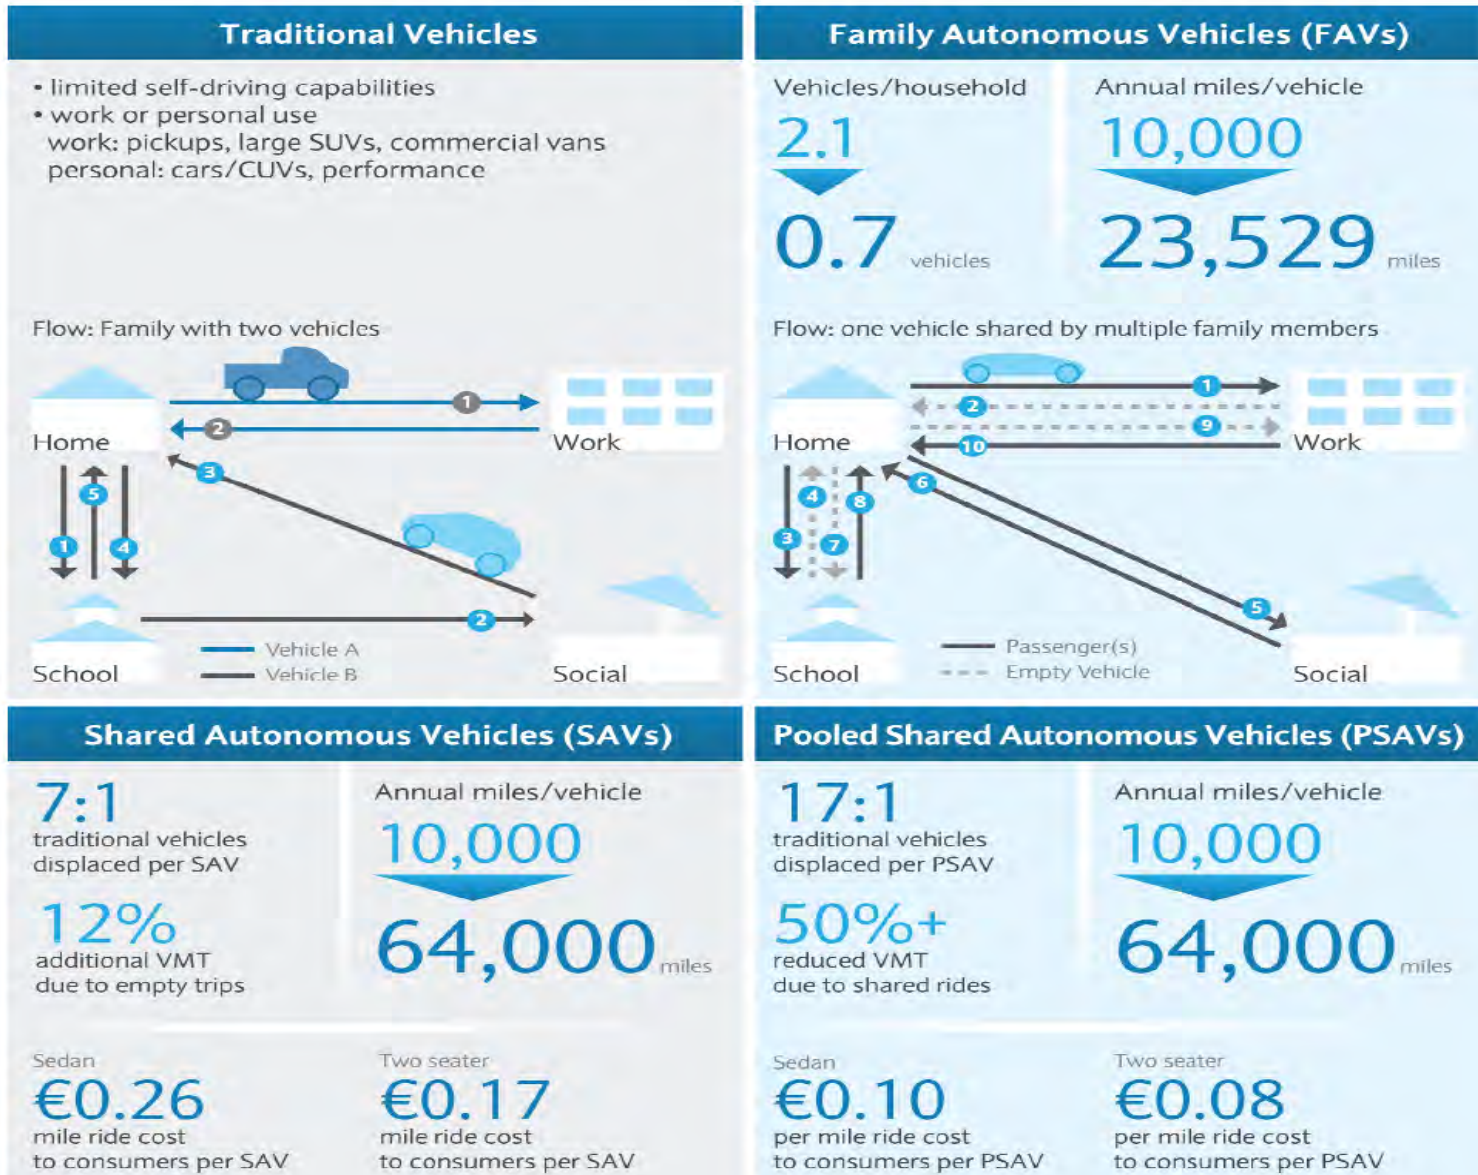 Traditional Vehicles
• limited self-driving capabilities
• work or personal use
work: pickups, large SUVs, commercial vans
personal: cars/CUVs, performance
Flow: Family with two vehicles
1
2
Home
Work
3
5
1
4
2
Vehicle A
Vehicle B
School
Social
Family Autonomous Vehicles (FAVs)
Vehicles/household
2.1
0.7 vehicles
Annual miles/vehicle
10,000
23,529 miles
Flow: one vehicle shared by multiple family members
1
2
9
10
Home
Work
6
4
8
3
7
5
Passenger(s)
Empty Vehicle
School
Social
Shared Autonomous Vehicles (SAVs)
7:1
traditional vehicles
displaced per SAV
12%
additional VMT
due to empty trips
Annual miles/vehicle
10,000
64,000 miles
Sedan
€0.26
mile ride cost
to consumers per SAV
Two seater
€0.17
mile ride cost
to consumers per SAV
Pooled Shared Autonomous Vehicles (PSAVs)
17:1
traditional vehicles
displaced per PSAV
50%+
reduced VMT
due to shared rides
Annual miles/vehicle
10,000
64,000 miles
Sedan
€0.10
per mile ride cost
to consumers per PSAV
Two seater
€0.08
per mile ride cost
to consumers per PSAV